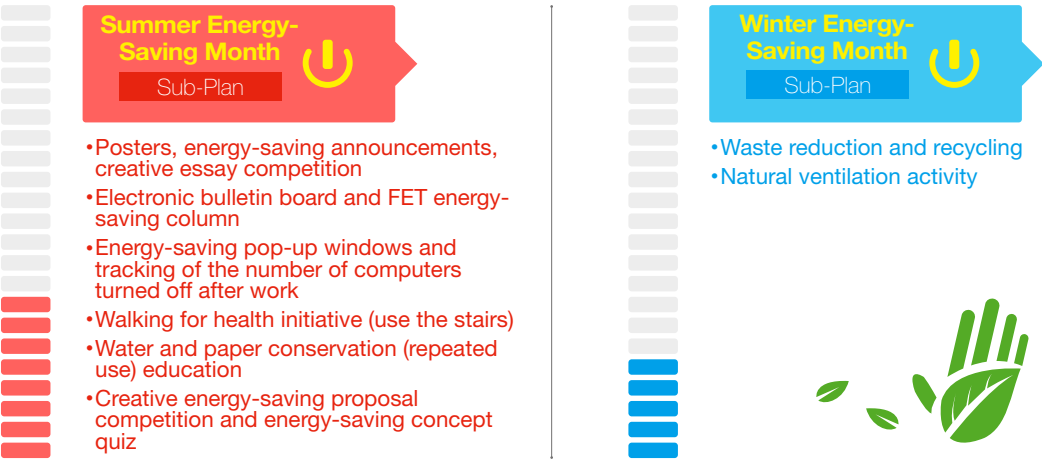 Summer Energy-
Saving Month
Sub-Plan
•Posters, energy-saving announcements,
creative essay competition
•Electronic bulletin board and FET energy-
saving column
•Energy-saving pop-up windows and
tracking of the number of computers
turned off after work
•Walking for health initiative (use the stairs)
•Water and paper conservation (repeated
use) education
•Creative energy-saving proposal
competition and energy-saving concept
quiz
Winter Energy-
Saving Month
Sub-Plan
•Waste reduction and recycling
•Natural ventilation activity